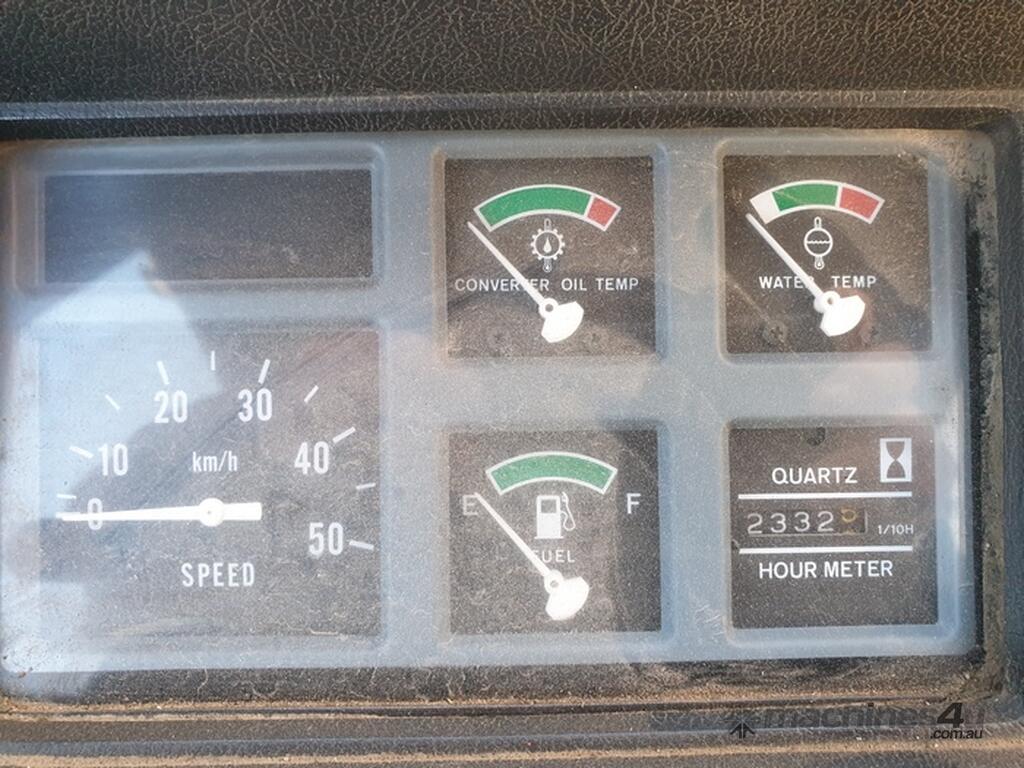 CONVERTER OIL TEMP
WATER TEMP
20 30
10 km/h 40
0
50
SPEED
E F
FUEL
QUARTZ
2332
1/10H
HOUR METER
machines4u
.com.au